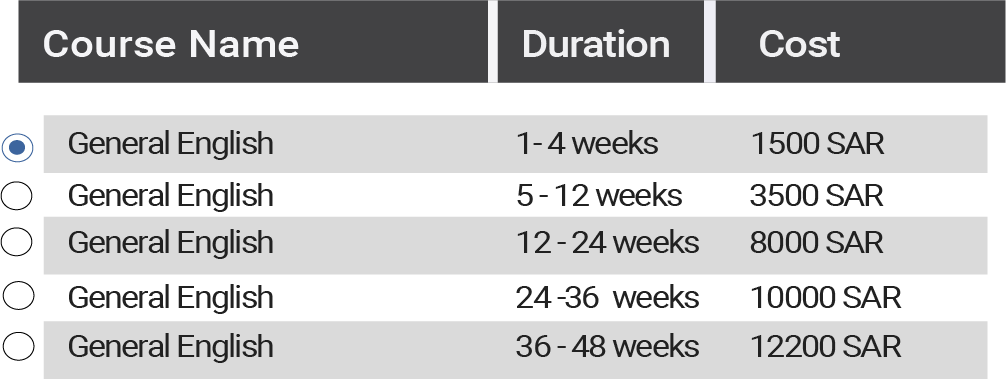 Course Name Duration Cost
General English 1- 4 weeks 1500 SAR
General English 5 - 12 weeks 3500 SAR
General English 12 - 24 weeks 8000 SAR
General English 24 -36 weeks 10000 SAR
General English 36 - 48 weeks 12200 SAR